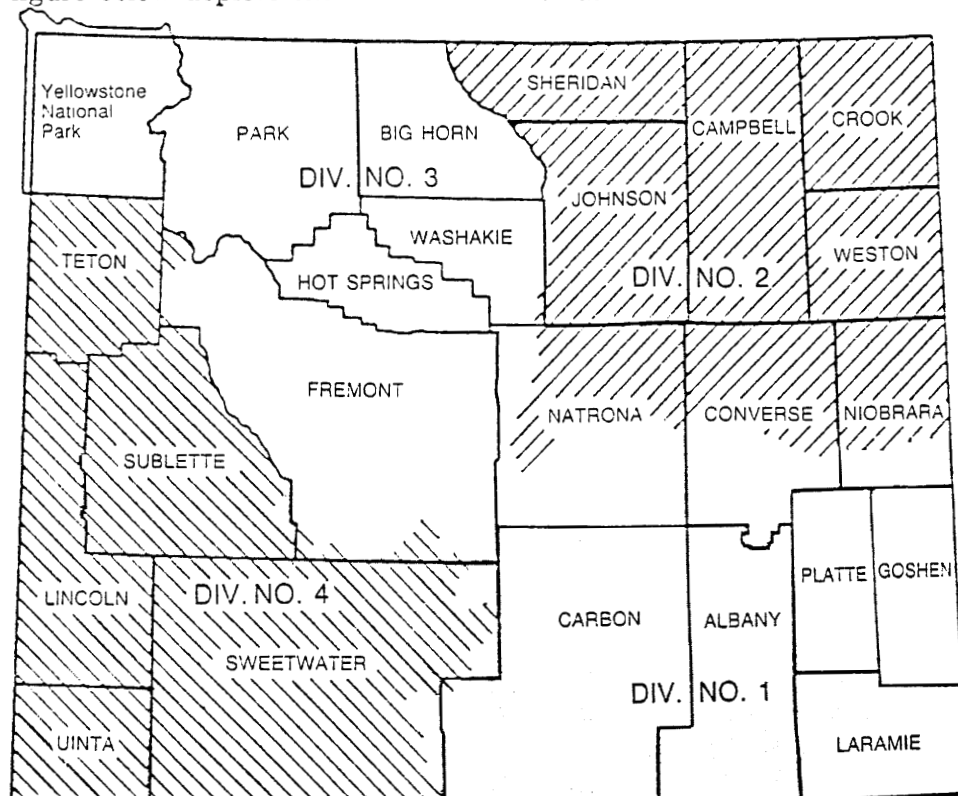 Yellowstone
National
Park
PARK
BIG HORN
SHERIDAN
CAMPBELL
CROOK
DIV. NO. 3
JOHNSON
TETON
WASHAKIE
HOT SPRINGS
DIV. NO. 2
WESTON
FREMONT
NATRONA
CONVERSE
NIOBRARA
SUBLETTE
LINCOLN
DIV. NO. 4
SWEETWATER
CARBON
ALBANY
PLATTE
GOSHEN
DIV. NO. 1
UINTA
LARAMIE